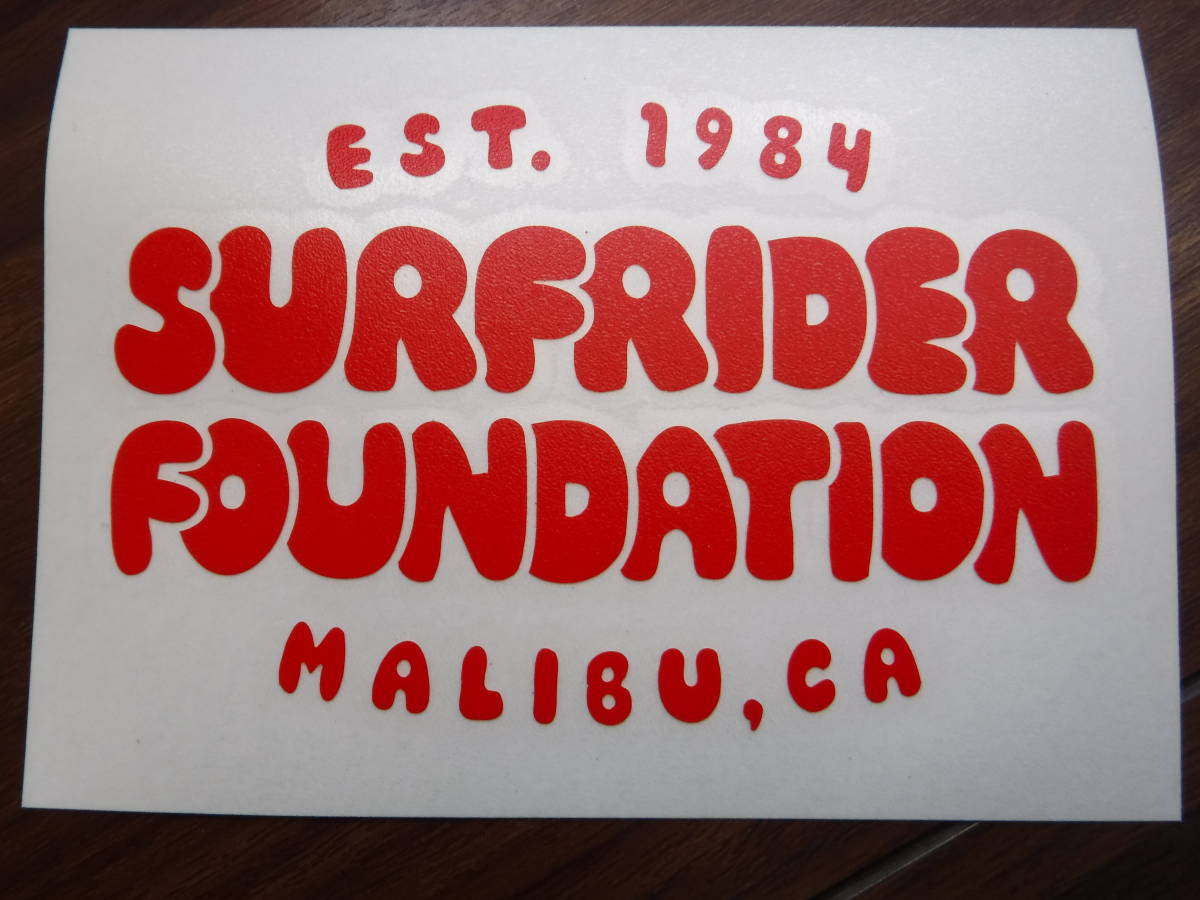 EST. 1984
SURFRIDER
FOUNDATION
MALIBU, CA